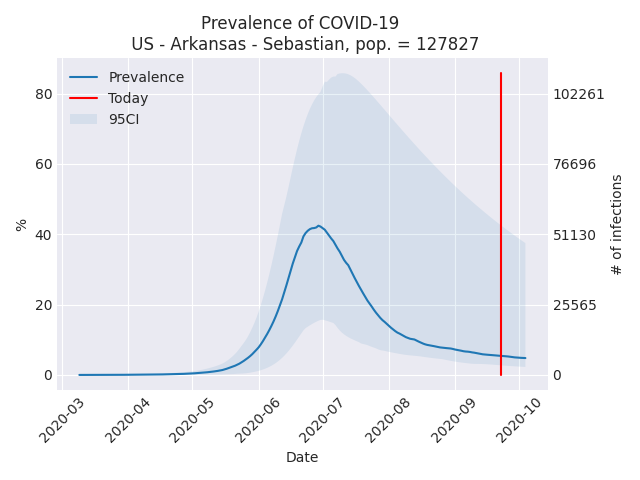 Prevalence of COVID-19
US - Arkansas - Sebastian, pop. = 127827
Prevalence
Today
95CI
80
60
40
20
0
%
102261
76696
51130
25565
0
# of infections
2020-03
2020-04
2020-05
2020-06
2020-07
2020-08
2020-09
2020-10
Date